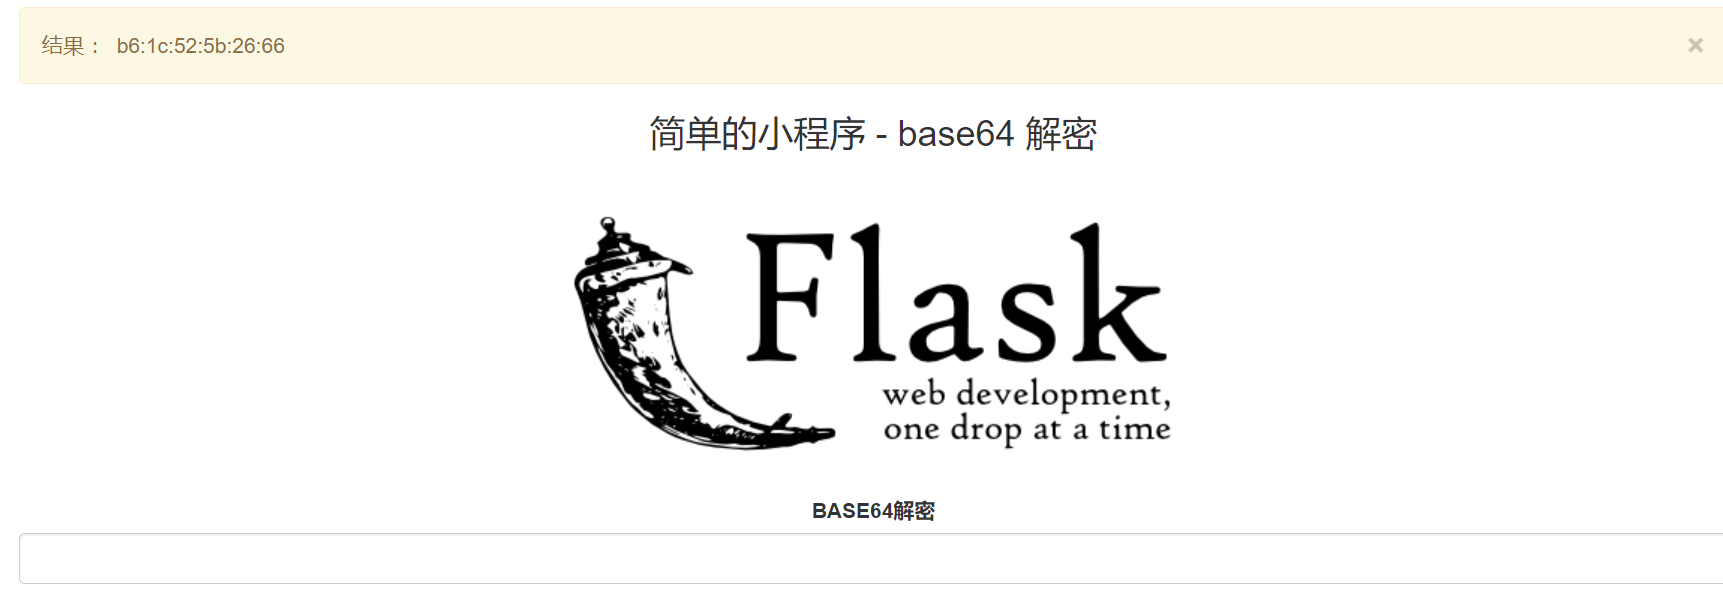 结果 : b6:1c:52:5b:26:66
×
简单的小程序 - base64 解密
Flask
web development,
one drop at a time
BASE64解密